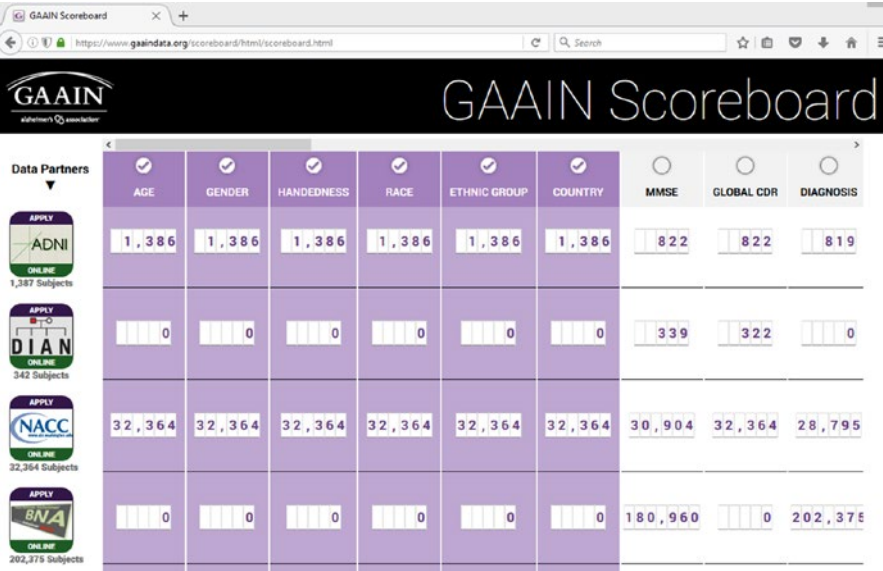 GAAIN Scoreboard
https://www.gaaindata.org/scoreboard/html/scoreboard.html
Search
GAAIN
alzheimer's association
GAAIN Scoreboard
Data Partners
AGE GENDER HANDEDNESS RACE ETHNIC GROUP COUNTRY MMSE GLOBAL CDR DIAGNOSIS
APPLY
ADNI
ONLINE
1,387 Subjects
1,386 1,386 1,386 1,386 1,386 1,386 822 822 819
APPLY
DIAN
ONLINE
342 Subjects
0 0 0 0 0 0 339 322 0
APPLY
NACC
ONLINE
32,364 Subjects
32,364 32,364 32,364 32,364 32,364 32,364 30,904 32,364 28,795
APPLY
BNA
ONLINE
202,375 Subjects
0 0 0 0 0 0 180,960 0 202,375